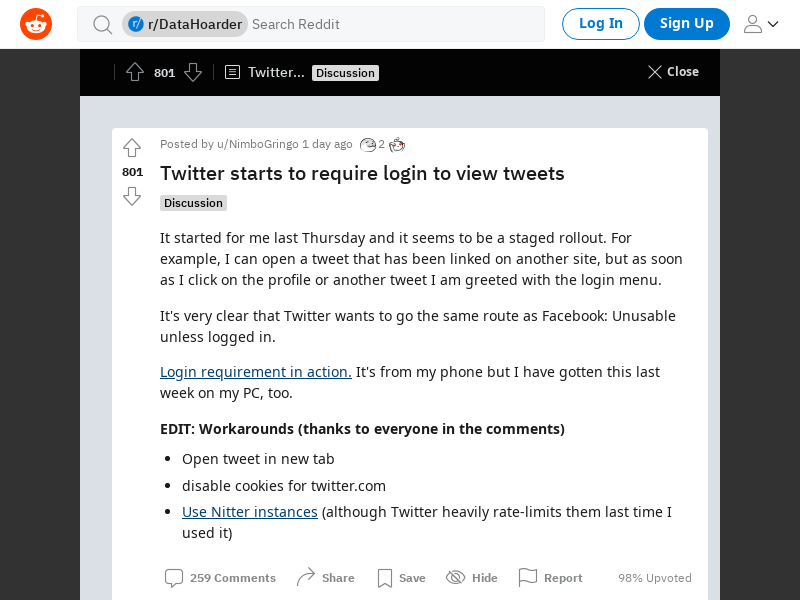 r/DataHoarder Search Reddit Log In Sign Up
801 Twitter... Discussion Close
Posted by u/NimboGringo 1 day ago 2
801
Twitter starts to require login to view tweets
Discussion
It started for me last Thursday and it seems to be a staged rollout. For
example, I can open a tweet that has been linked on another site, but as soon
as I click on the profile or another tweet I am greeted with the login menu.
It's very clear that Twitter wants to go the same route as Facebook: Unusable
unless logged in.
Login requirement in action. It's from my phone but I have gotten this last
week on my PC, too.
EDIT: Workarounds (thanks to everyone in the comments)
Open tweet in new tab
disable cookies for twitter.com
Use Nitter instances (although Twitter heavily rate-limits them last time I
used it)
259 Comments Share Save Hide Report 98% Upvoted